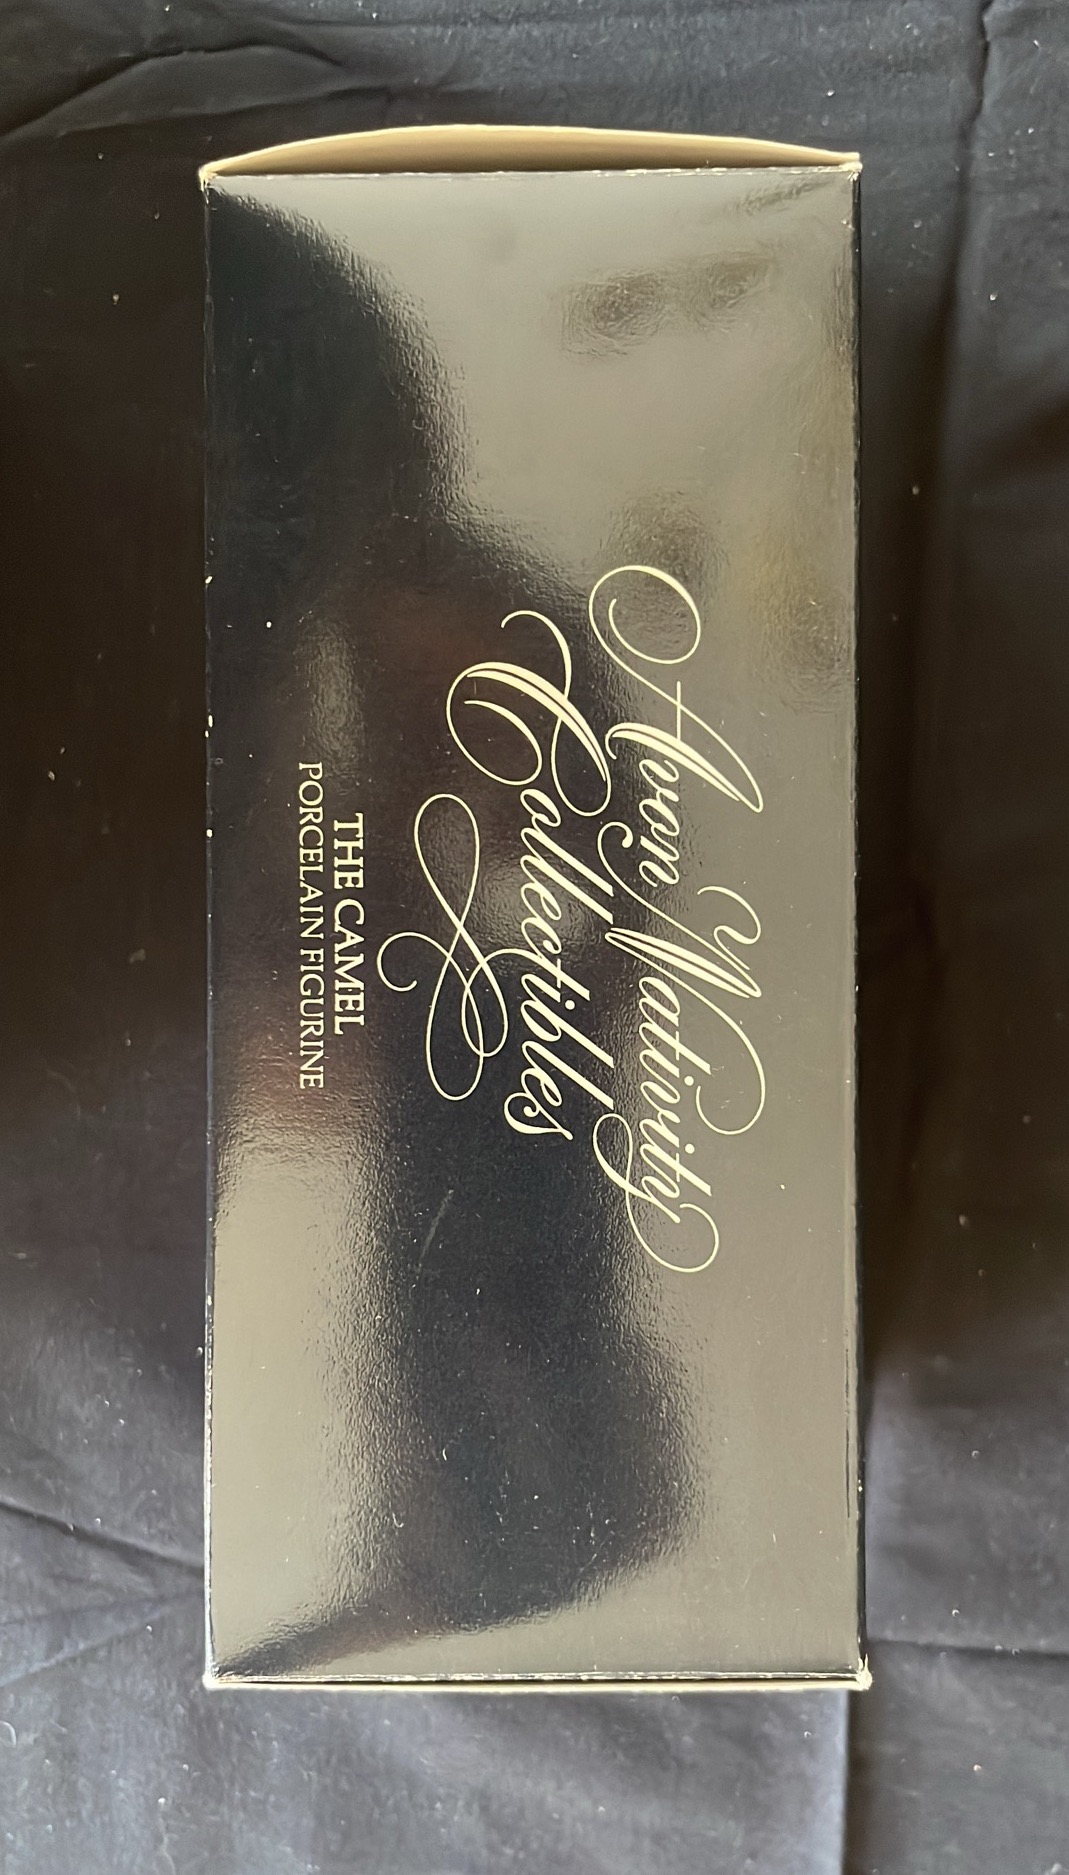 Avon Nativity
Collectibles
THE CAMEL
PORCELAIN FIGURINE